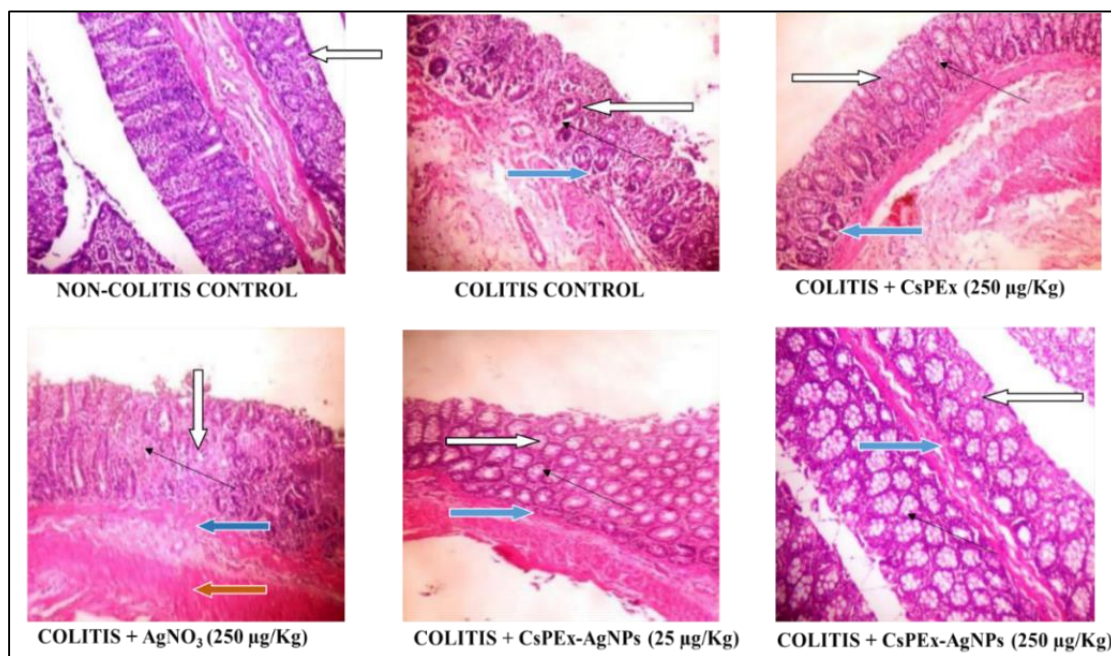 NON-COLITIS CONTROL
COLITIS CONTROL
COLITIS + CsPEx (250 µg/Kg)
COLITIS + AgNO₃ (250 µg/Kg)
COLITIS + CsPEx-AgNPs (25 µg/Kg)
COLITIS + CsPEx-AgNPs (250 µg/Kg)